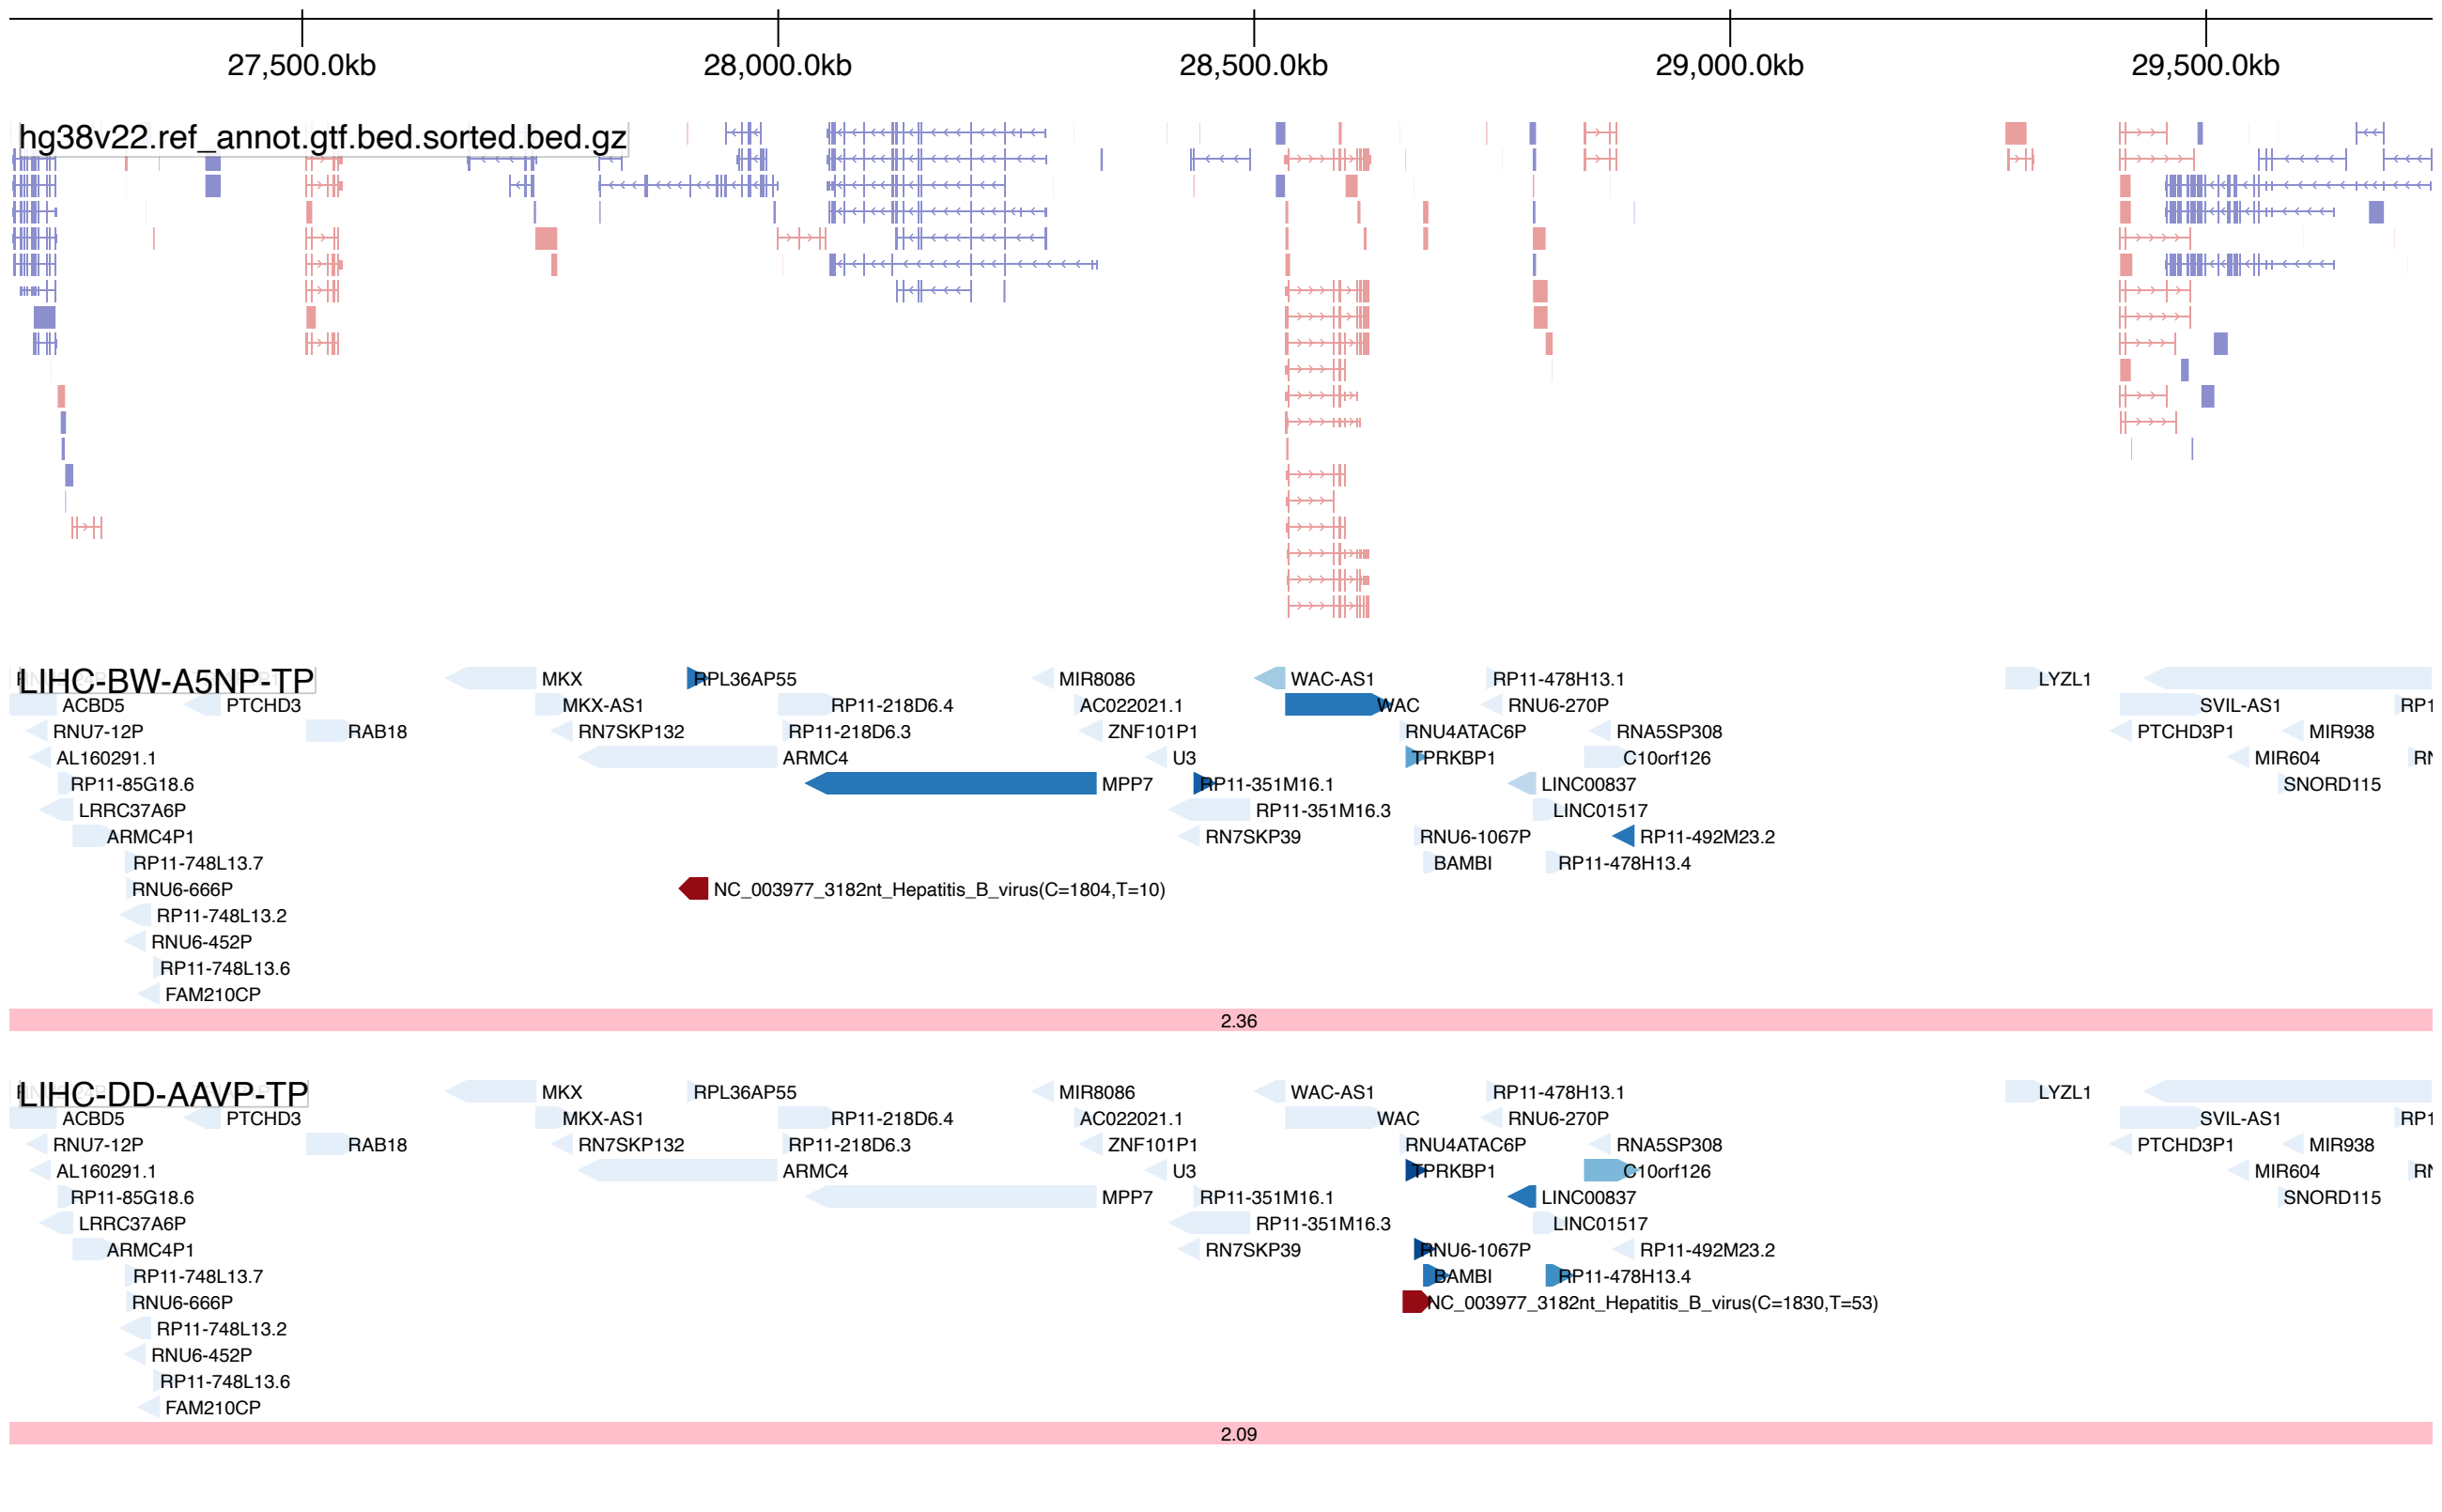 27,500.0kb 28,000.0kb 28,500.0kb 29,000.0kb 29,500.0kb
hg38v22.ref_annot.gtf.bed.sorted.bed.gz
LIHC-BW-A5NP-TP MKX RPL36AP55 MIR8086 WAC-AS1 RP11-478H13.1 LYZL1
ACBD5 PTCHD3 MKX-AS1 RP11-218D6.4 AC022021.1 WAC RNU6-270P SVIL-AS1 RP1
RNU7-12P RAB18 RN7SKP132 RP11-218D6.3 ZNF101P1 RNU4ATAC6P RNA5SP308 PTCHD3P1 MIR938
AL160291.1 ARMC4 U3 TPRKBP1 C10orf126 MIR604
RP11-85G18.6 MPP7 RP11-351M16.1 LINC00837 SNORD115
LRRC37A6P RP11-351M16.3 LINC01517
ARMC4P1 RN7SKP39 RNU6-1067P RP11-492M23.2
RP11-748L13.7 BAMBI RP11-478H13.4
RNU6-666P NC_003977_3182nt_Hepatitis_B_virus(C=1804,T=10)
RP11-748L13.2
RNU6-452P
RP11-748L13.6
FAM210CP
2.36
LIHC-DD-AAVP-TP MKX RPL36AP55 MIR8086 WAC-AS1 RP11-478H13.1 LYZL1
ACBD5 PTCHD3 MKX-AS1 RP11-218D6.4 AC022021.1 WAC RNU6-270P SVIL-AS1 RP1
RNU7-12P RAB18 RN7SKP132 RP11-218D6.3 ZNF101P1 RNU4ATAC6P RNA5SP308 PTCHD3P1 MIR938
AL160291.1 ARMC4 U3 TPRKBP1 C10orf126 MIR604
RP11-85G18.6 MPP7 RP11-351M16.1 LINC00837 SNORD115
LRRC37A6P RP11-351M16.3 LINC01517
ARMC4P1 RN7SKP39 RNU6-1067P RP11-492M23.2
RP11-748L13.7 BAMBI RP11-478H13.4
RNU6-666P NC_003977_3182nt_Hepatitis_B_virus(C=1830,T=53)
RP11-748L13.2
RNU6-452P
RP11-748L13.6
FAM210CP
2.09